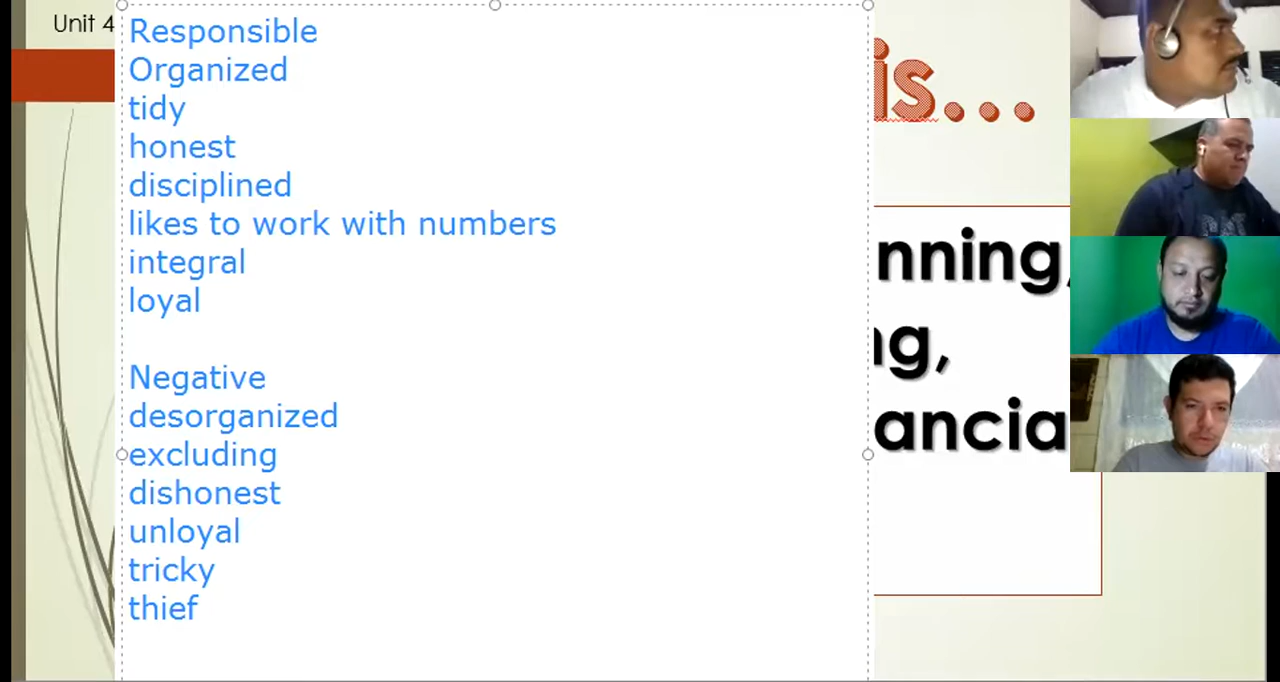 Unit 4
Responsible
Organized
tidy
honest
disciplined
likes to work with numbers
integral
loyal
Negative
desorganized
excluding
dishonest
unloyal
tricky
thief
is...
nning,
ng,
ancia